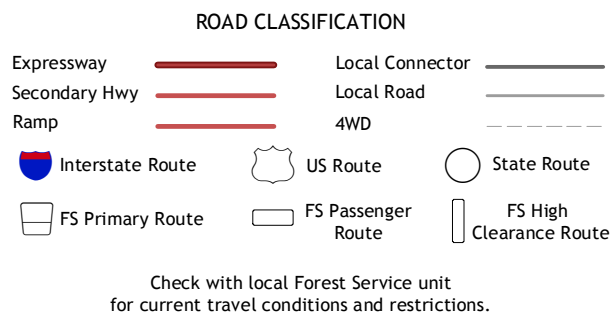 ROAD CLASSIFICATION
Expressway
Local Connector
Secondary Hwy
Local Road
Ramp
4WD
Interstate Route
US Route
State Route
FS Primary Route
FS Passenger
Route
FS High
Clearance Route
Check with local Forest Service unit
for current travel conditions and restrictions.